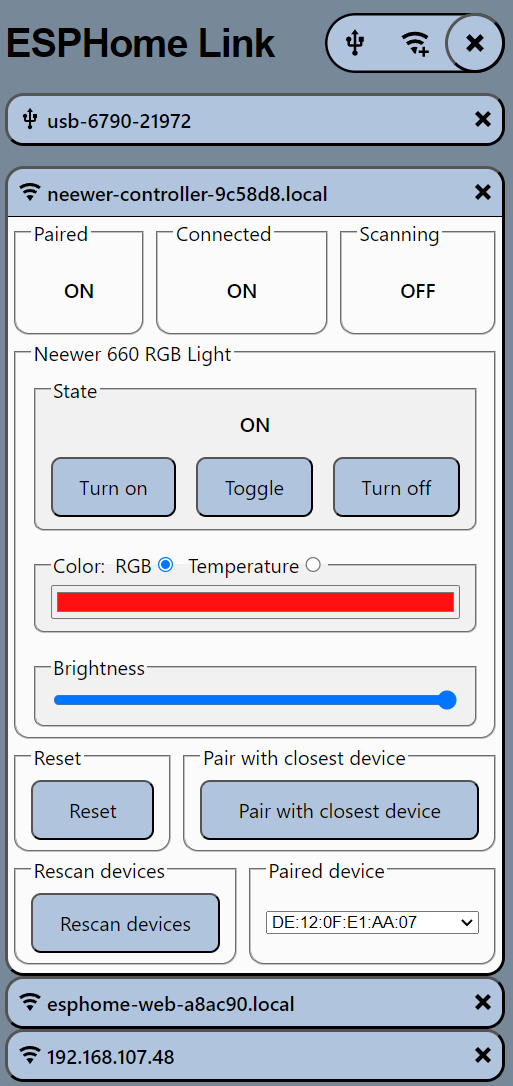 ESPHome Link
usb-6790-21972
neewer-controller-9c58d8.local
Paired Connected Scanning
ON ON OFF
Neewer 660 RGB Light
State
ON
Turn on Toggle Turn off
Color: RGB Temperature
Brightness
Reset Pair with closest device
Reset Pair with closest device
Rescan devices Paired device
Rescan devices DE:12:0F:E1:AA:07
esphome-web-a8ac90.local
192.168.107.48